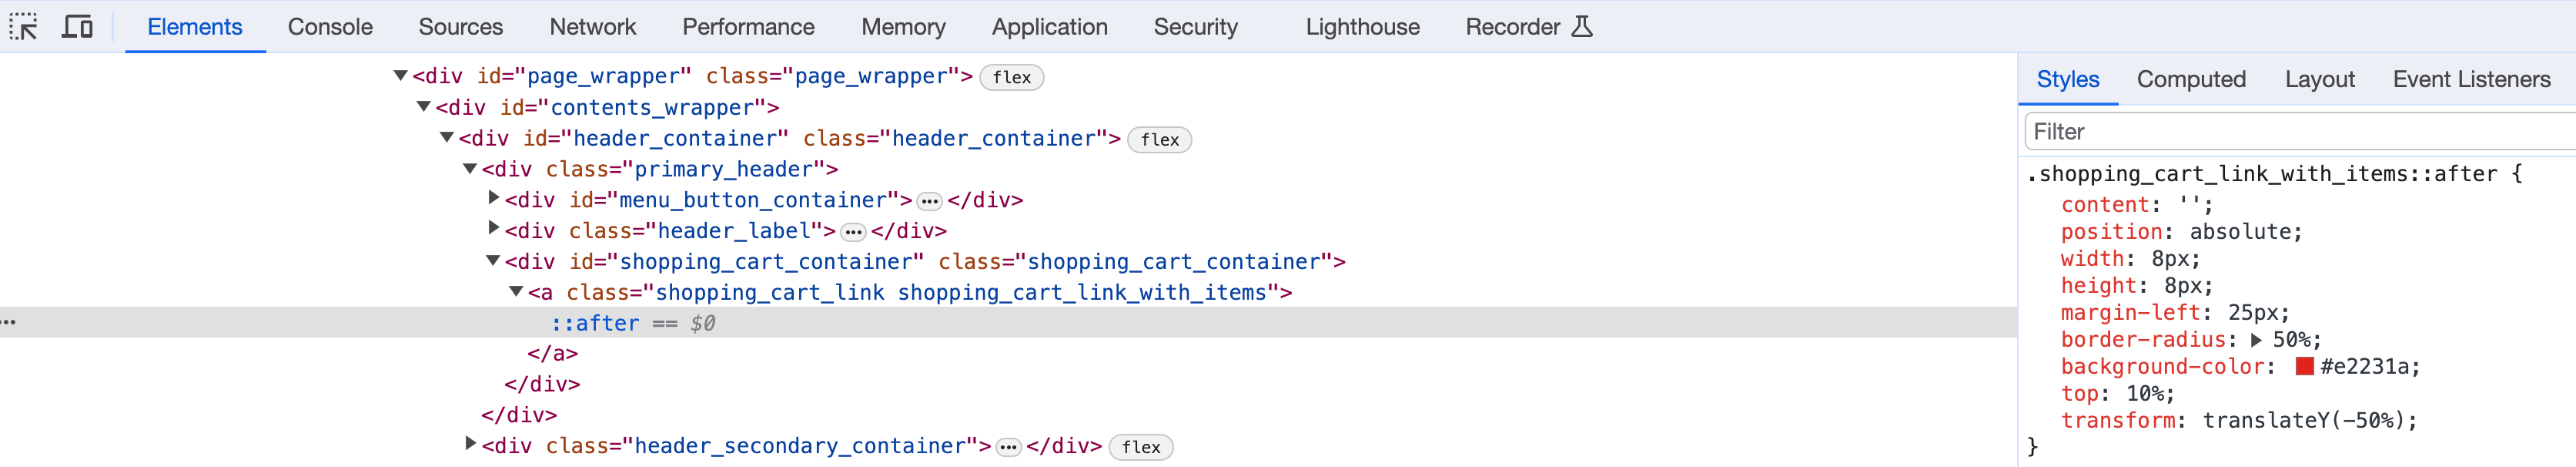 Elements Console Sources Network Performance Memory Application Security Lighthouse Recorder
<div id="page_wrapper" class="page_wrapper"> flex
<div id="contents_wrapper">
<div id="header_container" class="header_container"> flex
<div class="primary_header">
<div id="menu_button_container"> ••• </div>
<div class="header_label"> ••• </div>
<div id="shopping_cart_container" class="shopping_cart_container">
<a class="shopping_cart_link shopping_cart_link_with_items">
••• ::after == $0
</a>
</div>
</div>
<div class="header_secondary_container"> ••• </div> flex
Styles Computed Layout Event Listeners
Filter
.shopping_cart_link_with_items::after {
content: '';
position: absolute;
width: 8px;
height: 8px;
margin-left: 25px;
border-radius: 50%;
background-color: #e2231a;
top: 10%;
transform: translateY(-50%);
}